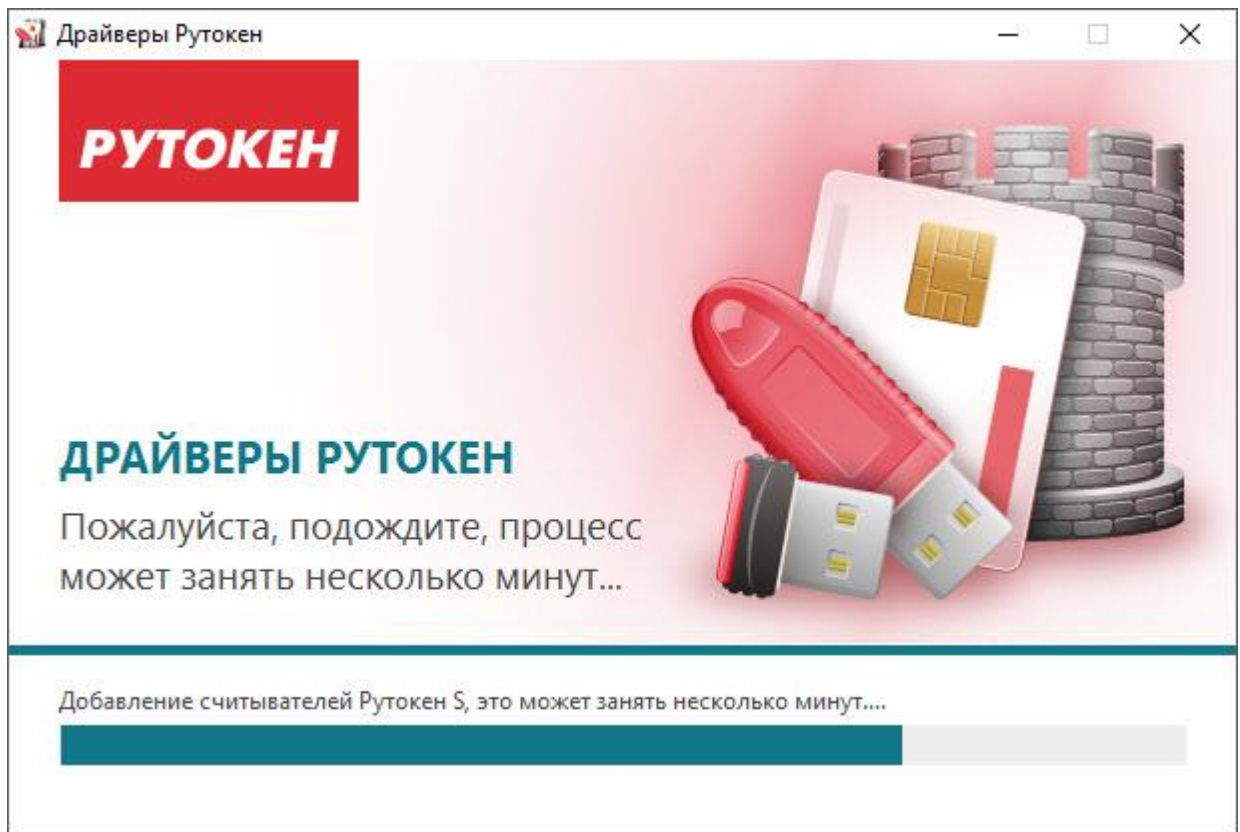 Драйверы Рутокен
РУТОКЕН
ДРАЙВЕРЫ РУТОКЕН
Пожалуйста, подождите, процесс
может занять несколько минут...
Добавление считывателей Рутокен S, это может занять несколько минут....